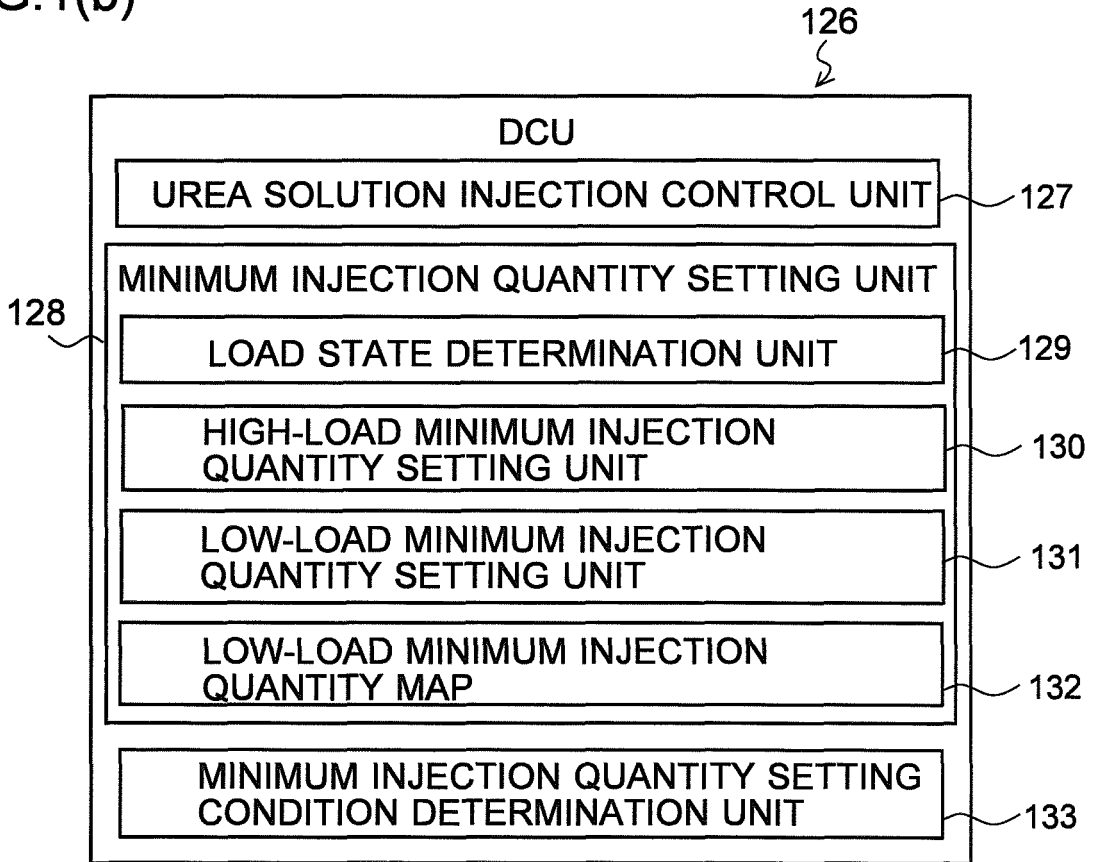 G.1(b)
126
DCU
UREA SOLUTION INJECTION CONTROL UNIT
127
MINIMUM INJECTION QUANTITY SETTING UNIT
128
LOAD STATE DETERMINATION UNIT
129
HIGH-LOAD MINIMUM INJECTION
QUANTITY SETTING UNIT
130
LOW-LOAD MINIMUM INJECTION
QUANTITY SETTING UNIT
131
LOW-LOAD MINIMUM INJECTION
QUANTITY MAP
132
MINIMUM INJECTION QUANTITY SETTING
CONDITION DETERMINATION UNIT
133